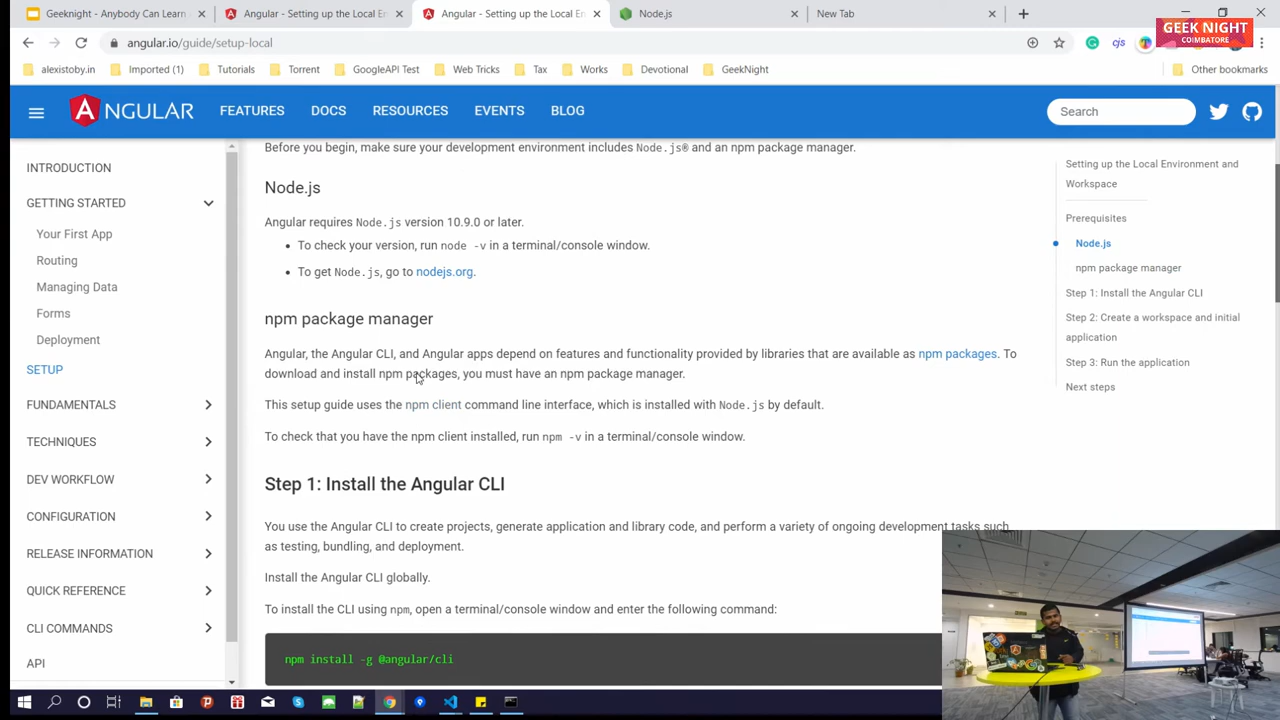 Geeknight - Anybody Can Learn
Angular - Setting up the Local En
Angular - Setting up the Local En
Node.js
New Tab
GEEK NIGHT
COIMBATORE
angular.io/guide/setup-local
cjs
alexistoby.in
Imported (1)
Tutorials
Torrent
GoogleAPI Test
Web Tricks
Tax
Works
Devotional
GeekNight
Other bookmarks
A NGULAR
FEATURES
DOCS
RESOURCES
EVENTS
BLOG
Search
INTRODUCTION
GETTING STARTED
Your First App
Routing
Managing Data
Forms
Deployment
SETUP
FUNDAMENTALS
TECHNIQUES
DEV WORKFLOW
CONFIGURATION
RELEASE INFORMATION
QUICK REFERENCE
CLI COMMANDS
API
Before you begin, make sure your development environment includes Node.js® and an npm package manager.
Node.js
Angular requires Node.js version 10.9.0 or later.
• To check your version, run node -v in a terminal/console window.
• To get Node.js, go to nodejs.org.
npm package manager
Angular, the Angular CLI, and Angular apps depend on features and functionality provided by libraries that are available as npm packages. To
download and install npm packages, you must have an npm package manager.
This setup guide uses the npm client command line interface, which is installed with Node.js by default.
To check that you have the npm client installed, run npm -v in a terminal/console window.
Step 1: Install the Angular CLI
You use the Angular CLI to create projects, generate application and library code, and perform a variety of ongoing development tasks such
as testing, bundling, and deployment.
Install the Angular CLI globally.
To install the CLI using npm, open a terminal/console window and enter the following command:
npm install -g @angular/cli
Setting up the Local Environment and
Workspace
Prerequisites
Node.js
npm package manager
Step 1: Install the Angular CLI
Step 2: Create a workspace and initial
application
Step 3: Run the application
Next steps